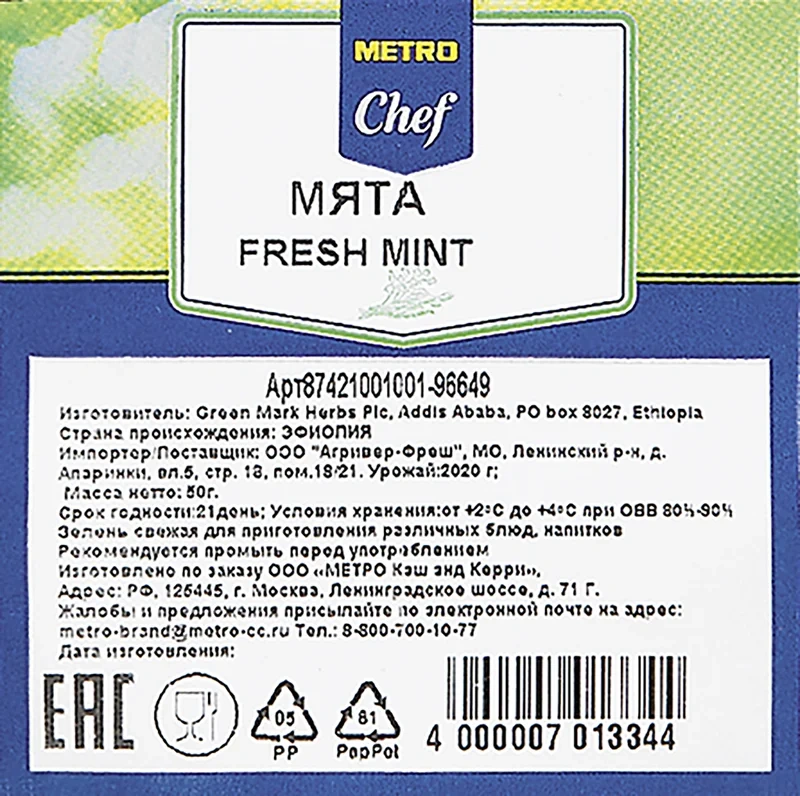 METRO
Chef
МЯТА
FRESH MINT
Арт87421001001-96649
Изготовитель: Green Mark Herbs Plc, Addis Ababa, PO box 8027, Ethiopia
Страна происхождения: ЭФИОПИЯ
Импортер/Поставщик: ООО "Агривер-Фреш", МО, Ленинский р-н, д.
Апаринки, вл.5, стр. 18, пом.18/21. Урожай:2020 г;
Масса нетто: 50г.
Срок годности:21день; Условия хранения:от +2°С до +4°С при ОВВ 80%-90%
Зелень свежая для приготовления различных блюд, напитков
Рекомендуется промыть перед употреблением
Изготовлено по заказу ООО «МЕТРО Кэш энд Керри»,
Адрес: РФ, 125445, г. Москва, Ленинградское шоссе, д. 71 Г.
Жалобы и предложения присылайте по электронной почте на адрес:
metro-brand@metro-cc.ru Тел.: 8-800-700-10-77
Дата изготовления:
EAC
05
PP
81
PapPet
4 000007 013344